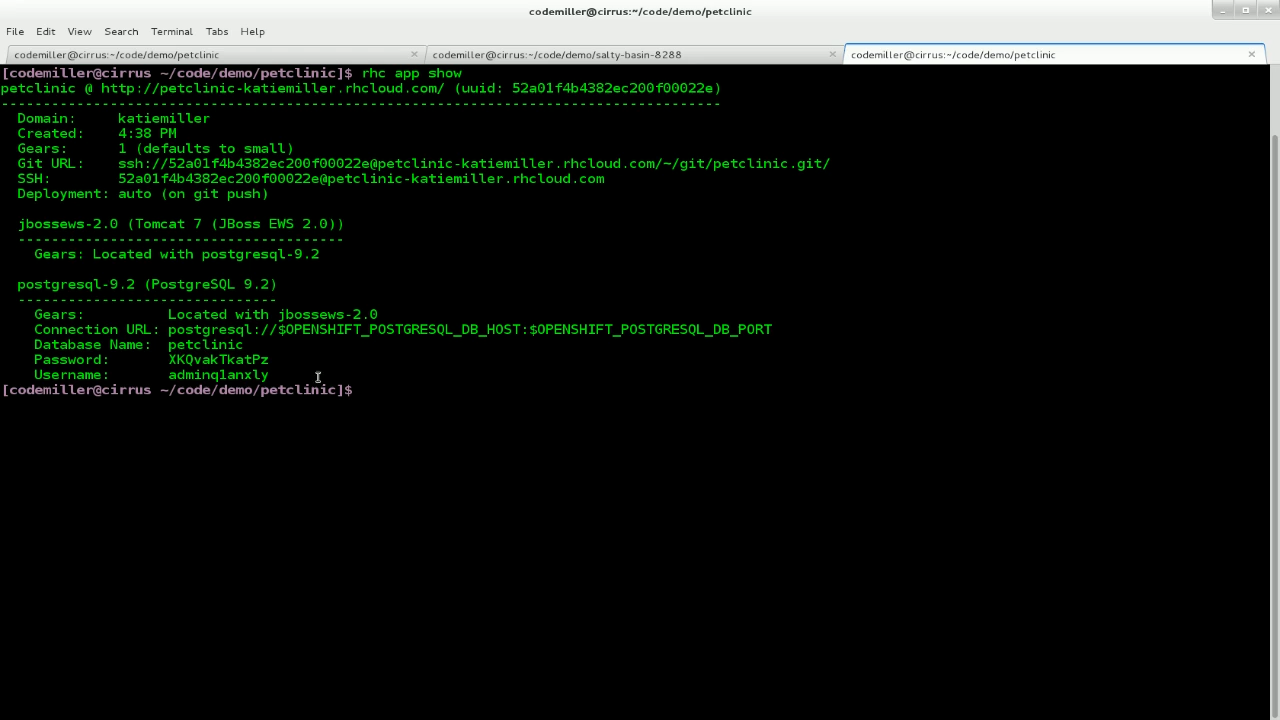 codemiller@cirrus:~/code/demo/petclinic
File Edit View Search Terminal Tabs Help
codemiller@cirrus:~/code/demo/petclinic codemiller@cirrus:~/code/demo/salty-basin-8288 codemiller@cirrus:~/code/demo/petclinic
[codemiller@cirrus ~/code/demo/petclinic]$ rhc app show
petclinic @ http://petclinic-katiemiller.rhcloud.com/ (uuid: 52a01f4b4382ec200f00022e)
--------------------------------------------------------------------------------------
  Domain:     katiemiller
  Created:    4:38 PM
  Gears:      1 (defaults to small)
  Git URL:    ssh://52a01f4b4382ec200f00022e@petclinic-katiemiller.rhcloud.com/~/git/petclinic.git/
  SSH:        52a01f4b4382ec200f00022e@petclinic-katiemiller.rhcloud.com
  Deployment: auto (on git push)

  jbossews-2.0 (Tomcat 7 (JBoss EWS 2.0))
  ---------------------------------------
    Gears: Located with postgresql-9.2

  postgresql-9.2 (PostgreSQL 9.2)
  -------------------------------
    Gears:          Located with jbossews-2.0
    Connection URL: postgresql://$OPENSHIFT_POSTGRESQL_DB_HOST:$OPENSHIFT_POSTGRESQL_DB_PORT
    Database Name:  petclinic
    Password:       XKQvakTkatPz
    Username:       adminqlanxly
[codemiller@cirrus ~/code/demo/petclinic]$